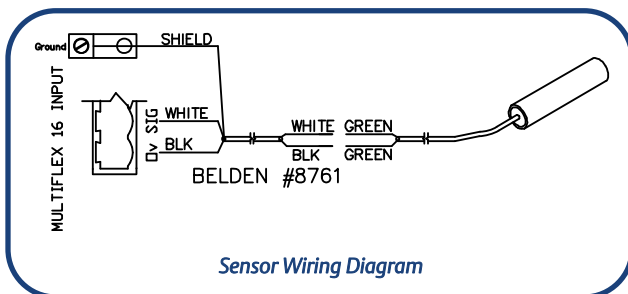 Ground
SHIELD
MULTIFLEX 16 INPUT
SIG
WHITE
0v
BLK
WHITE GREEN
BLK GREEN
BELDEN #8761
Sensor Wiring Diagram